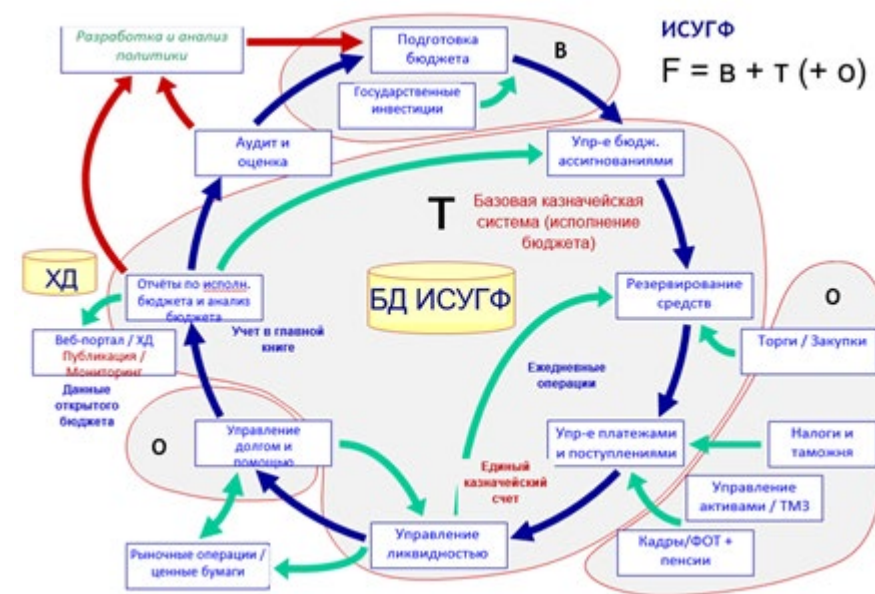 Разработка и анализ
политики
Подготовка
бюджета
В
ИСУГФ
F = в + т (+ о)
Государственные
инвестиции
Аудит и
оценка
Упр-е бюдж.
ассигнованиями
Т
Базовая казначейская
система (исполнение
бюджета)
ХД
Отчёты по исполн.
бюджета и анализ
бюджета
БД ИСУГФ
Резервирование
средств
О
Учет в главной
книге
Веб-портал / ХД
Публикация /
Мониторинг
Торги / Закупки
Данные
открытого
бюджета
Ежедневные
операции
О
Управление
долгом и
помощью
Упр-е платежами
и поступлениями
Налоги и
таможня
Единый
казначейский
счет
Управление
активами / ТМЗ
Управление
ликвидностью
Кадры/ФОТ +
пенсии
Рыночные операции /
ценные бумаги